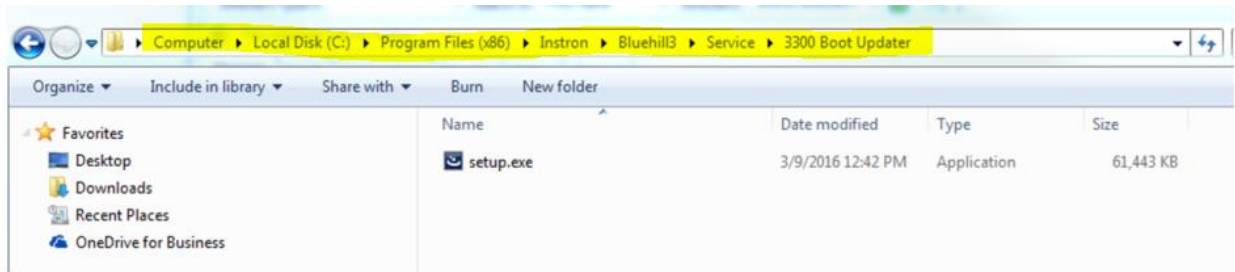 Computer Local Disk (C:) Program Files (x86) Instron Bluehill3 Service 3300 Boot Updater
Organize Include in library Share with Burn New folder
Favorites
Desktop
Downloads
Recent Places
OneDrive for Business
Name Date modified Type Size
setup.exe 3/9/2016 12:42 PM Application 61,443 KB